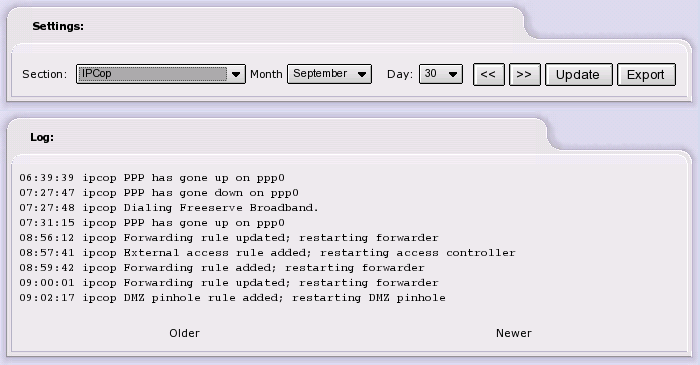 Settings:
Section: IPCop Month September Day: 30 << >> Update Export
Log:
06:39:39 ipcop PPP has gone up on ppp0
07:27:47 ipcop PPP has gone down on ppp0
07:27:48 ipcop Dialing Freeserve Broadband.
07:31:15 ipcop PPP has gone up on ppp0
08:56:12 ipcop Forwarding rule updated; restarting forwarder
08:57:41 ipcop External access rule added; restarting access controller
08:59:42 ipcop Forwarding rule added; restarting forwarder
09:00:01 ipcop Forwarding rule updated; restarting forwarder
09:02:17 ipcop DMZ pinhole rule added; restarting DMZ pinhole
Older Newer